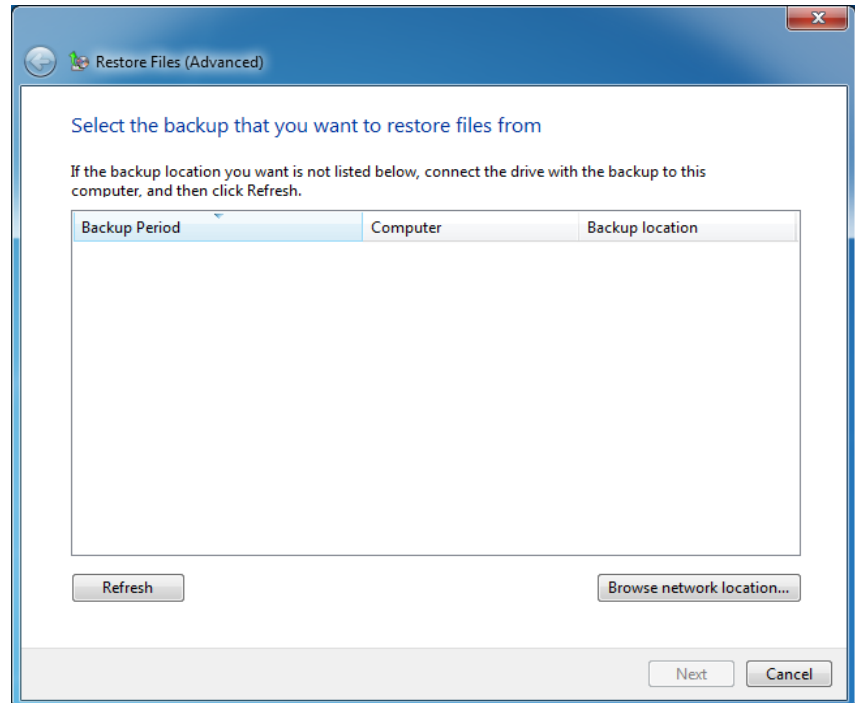 Restore Files (Advanced)
Select the backup that you want to restore files from
If the backup location you want is not listed below, connect the drive with the backup to this
computer, and then click Refresh.
Backup Period Computer Backup location
Refresh Browse network location...
Next Cancel